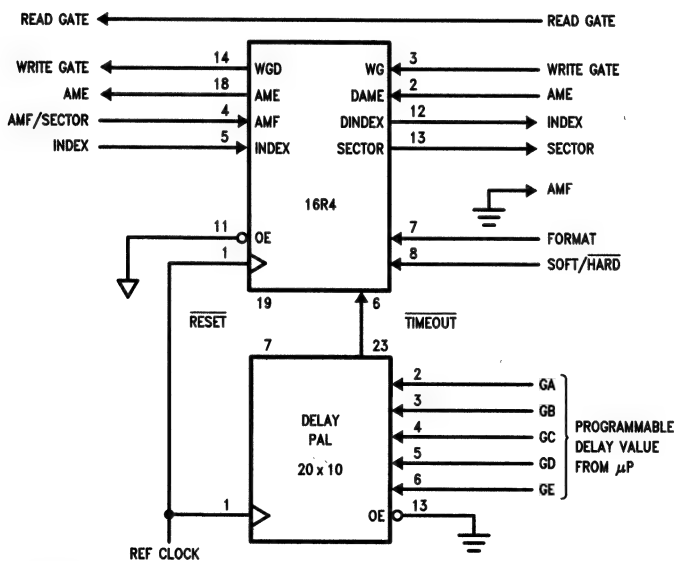 READ GATE READ GATE
14 3
WRITE GATE WGD WG WRITE GATE
18 2
AME AME DAME AME
4 12
AMF/SECTOR AMF DINDEX INDEX
5 13
INDEX INDEX SECTOR SECTOR
AMF
16R4
11 7
OE FORMAT
1 8
SOFT/HARD
19 6
RESET TIMEOUT
7 23
2
GA
DELAY 3
GB
PAL 4 PROGRAMMABLE
GC DELAY VALUE
20 x 10 5 FROM μP
GD
6
GE
1 13
OE
REF CLOCK